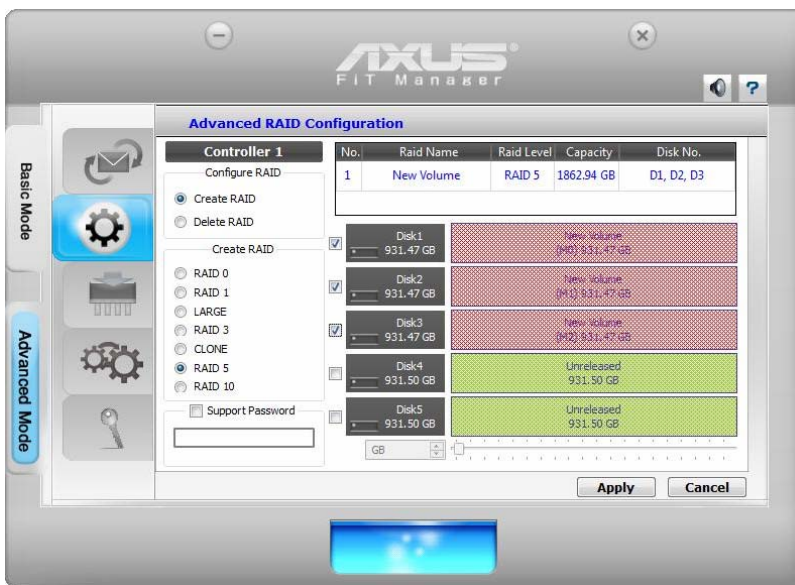 AXUS
FiT Manager
?
Basic Mode
Advanced Mode
Advanced RAID Configuration
Controller 1
Configure RAID
Create RAID
Delete RAID
Create RAID
RAID 0
RAID 1
LARGE
RAID 3
CLONE
RAID 5
RAID 10
Support Password
No. Raid Name Raid Level Capacity Disk No.
1 New Volume RAID 5 1862.94 GB D1, D2, D3
Disk1
931.47 GB
New Volume
(M0) 931.47 GB
Disk2
931.47 GB
New Volume
(M1) 931.47 GB
Disk3
931.47 GB
New Volume
(M2) 931.47 GB
Disk4
931.50 GB
Unreleased
931.50 GB
Disk5
931.50 GB
Unreleased
931.50 GB
GB
Apply Cancel